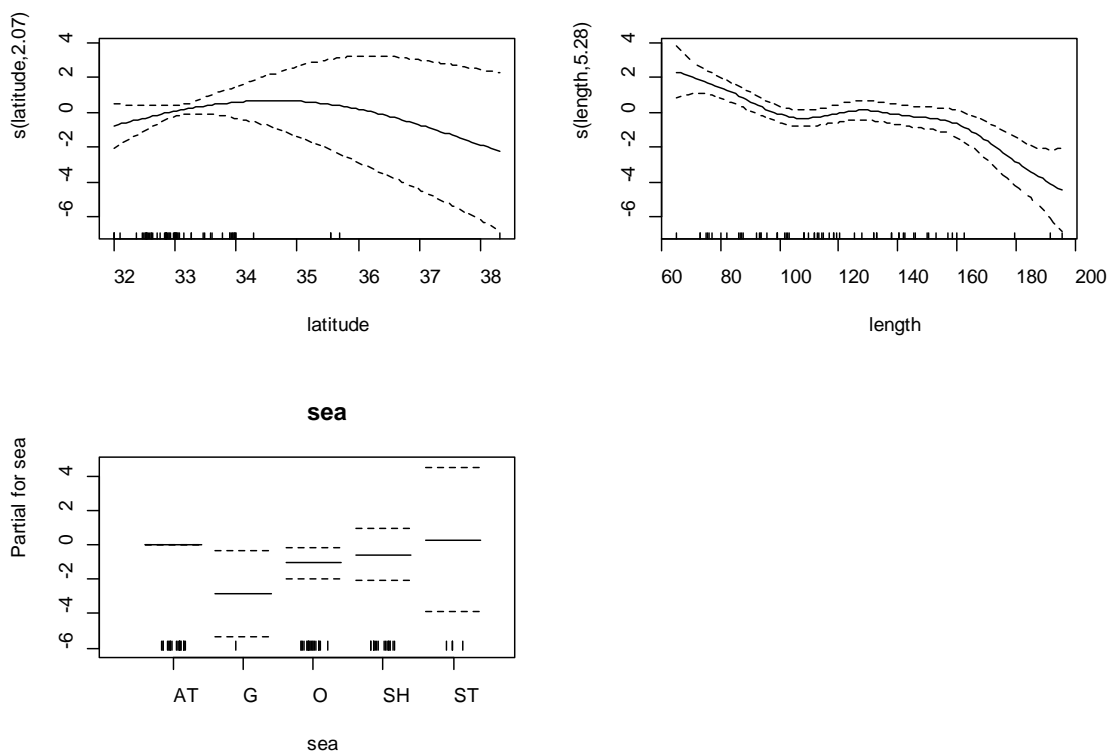 s(latitude,2.07)
4
2
0
-2
-4
-6
32 33 34 35 36 37 38
latitude
s(length,5.28)
4
2
0
-2
-4
-6
60 80 100 120 140 160 180 200
length
sea
Partial for sea
4
2
0
-2
-4
-6
AT G O SH ST
sea